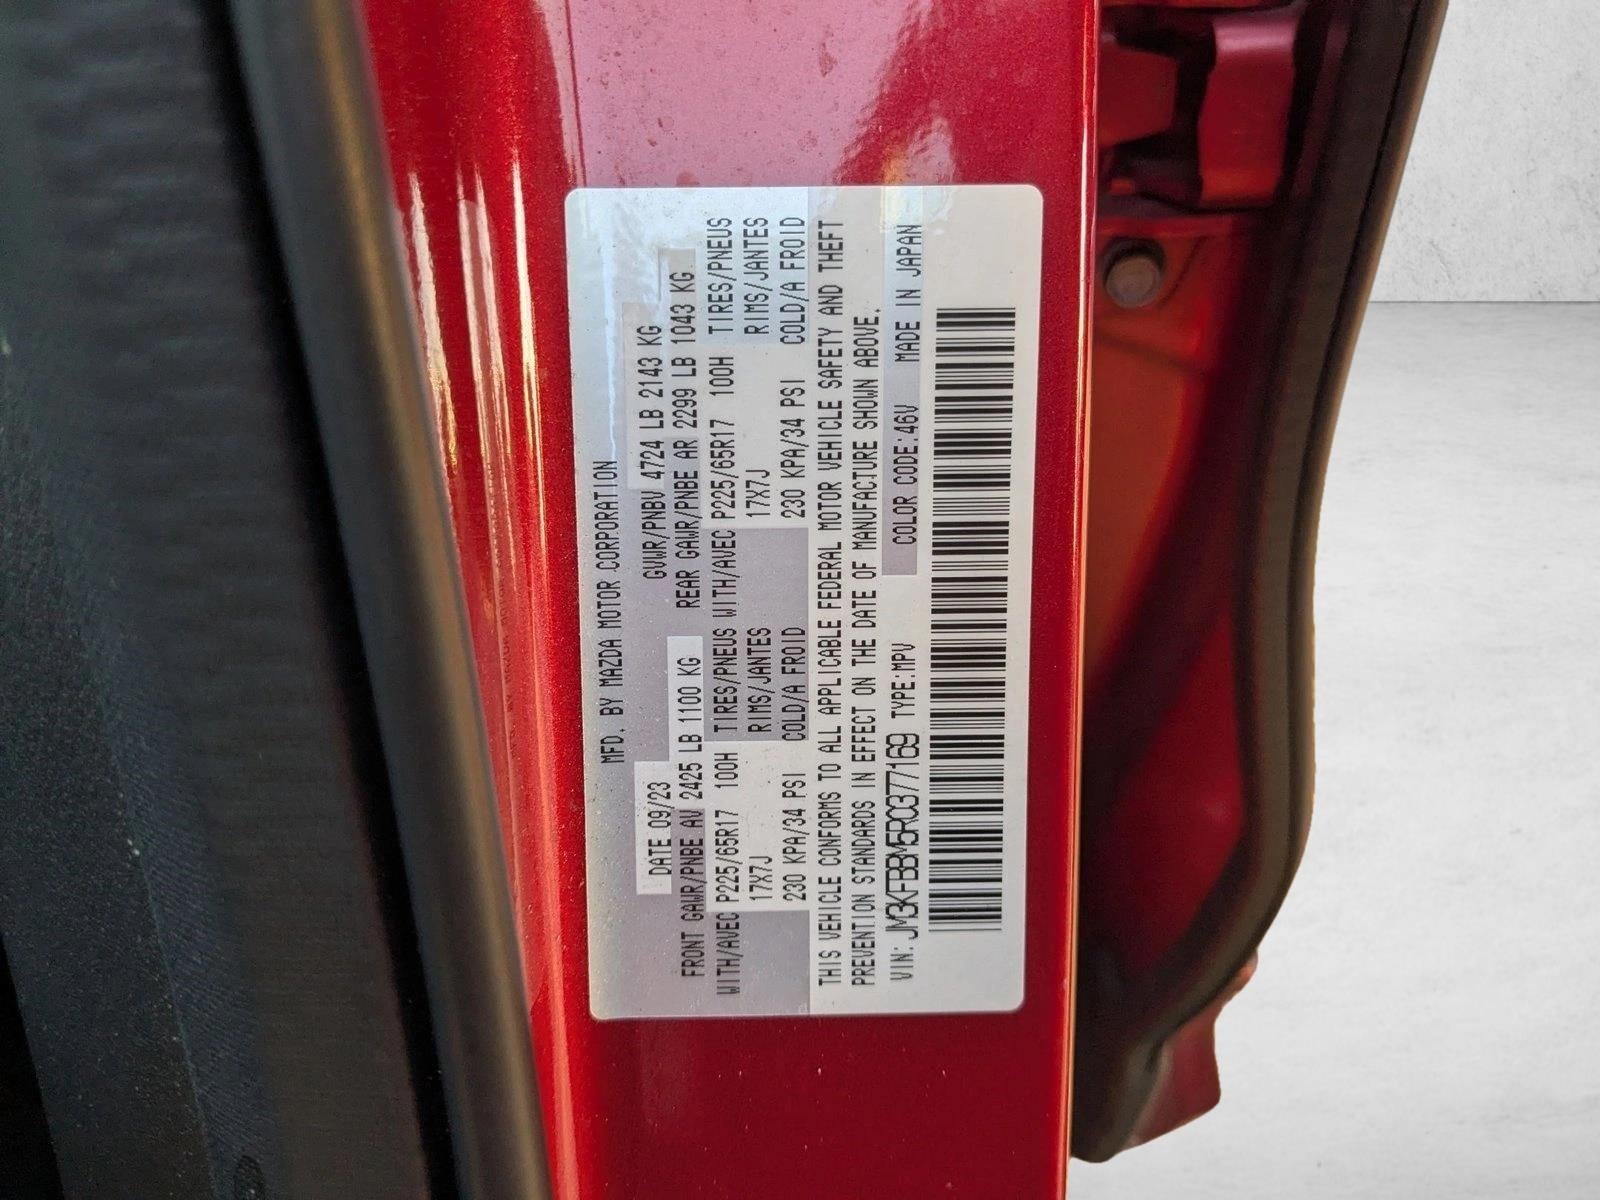 MFD. BY MAZDA MOTOR CORPORATION
DATE 09/23 GVWR/PNBV 4724 LB 2143 KG
FRONT GAWR/PNBE AV 2425 LB 1100 KG REAR GAWR/PNBE AR 2299 LB 1043 KG
WITH/AVEC P225/65R17 100H TIRES/PNEUS WITH/AVEC P225/65R17 100H TIRES/PNEUS
17X7J RIMS/JANTES 17X7J RIMS/JANTES
230 KPA/34 PSI COLD/A FROID 230 KPA/34 PSI COLD/A FROID
THIS VEHICLE CONFORMS TO ALL APPLICABLE FEDERAL MOTOR VEHICLE SAFETY AND THEFT
PREVENTION STANDARDS IN EFFECT ON THE DATE OF MANUFACTURE SHOWN ABOVE.
VIN: JM3KFBBM5R0377169 TYPE:MPV COLOR CODE:46V MADE IN JAPAN